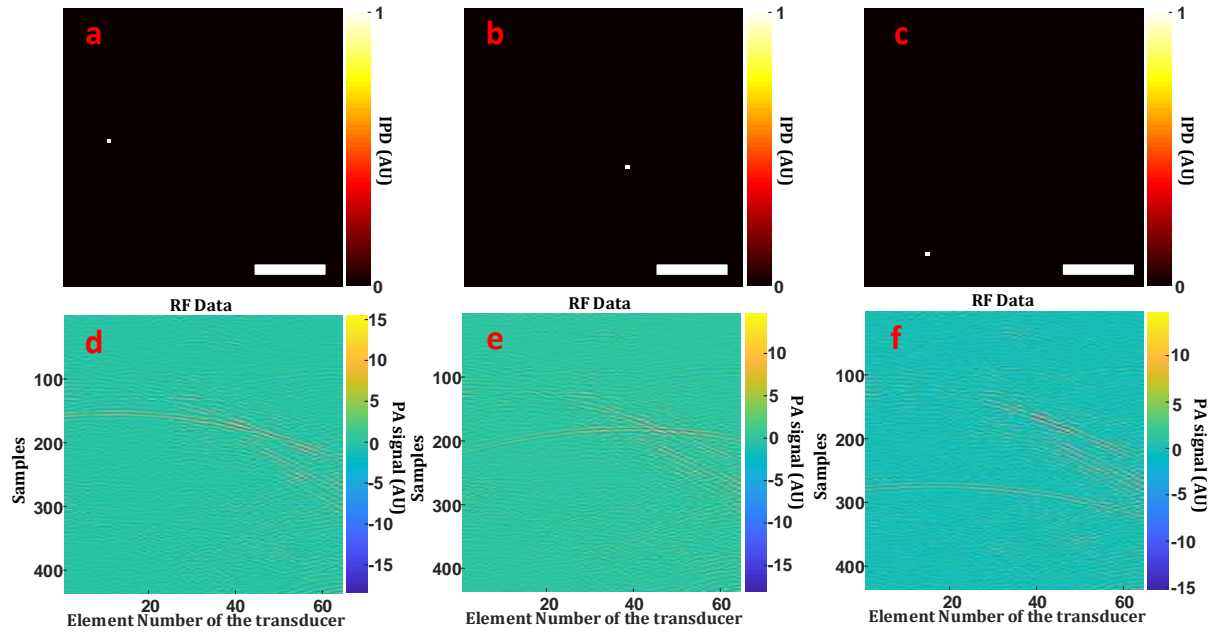 a
1
IPD (AU)
0
b
1
IPD (AU)
0
c
1
IPD (AU)
0
RF Data
d
100
200
300
400
Samples
20
40
60
Element Number of the transducer
15
10
5
0
-5
-10
-15
PA signal (AU)
RF Data
e
100
200
300
400
Samples
20
40
60
Element Number of the transducer
10
5
0
-5
-10
-15
PA signal (AU)
RF Data
f
100
200
300
400
Samples
20
40
60
Element Number of the transducer
10
5
0
-5
-10
-15
PA signal (AU)